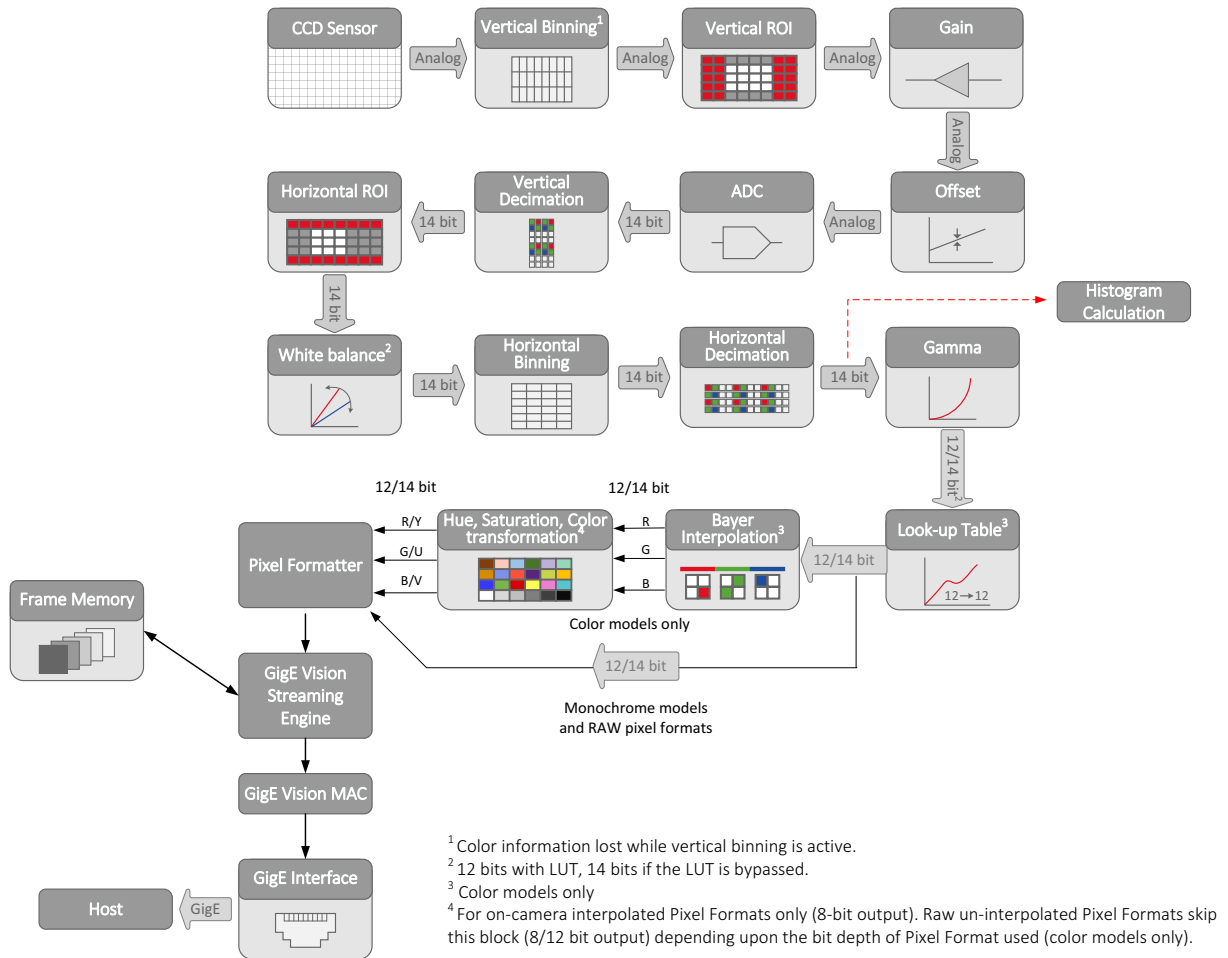 CCD Sensor
Vertical Binning¹
Vertical ROI
Gain
Analog
Analog
Analog
Analog
Horizontal ROI
Vertical
Decimation
ADC
Offset
14 bit
14 bit
Analog
14 bit
Histogram
Calculation
White balance²
Horizontal
Binning
Horizontal
Decimation
Gamma
14 bit
14 bit
14 bit
12/14 bit²
12/14 bit
12/14 bit
Pixel Formatter
R/Y
G/U
B/V
Hue, Saturation, Color
transformation⁴
R
G
B
Bayer
Interpolation³
12/14 bit
Look-up Table³
12→12
Color models only
Frame Memory
12/14 bit
Monochrome models
and RAW pixel formats
GigE Vision
Streaming
Engine
GigE Vision MAC
GigE Interface
GigE
Host
¹ Color information lost while vertical binning is active.
² 12 bits with LUT, 14 bits if the LUT is bypassed.
³ Color models only
⁴ For on-camera interpolated Pixel Formats only (8-bit output). Raw un-interpolated Pixel Formats skip
this block (8/12 bit output) depending upon the bit depth of Pixel Format used (color models only).